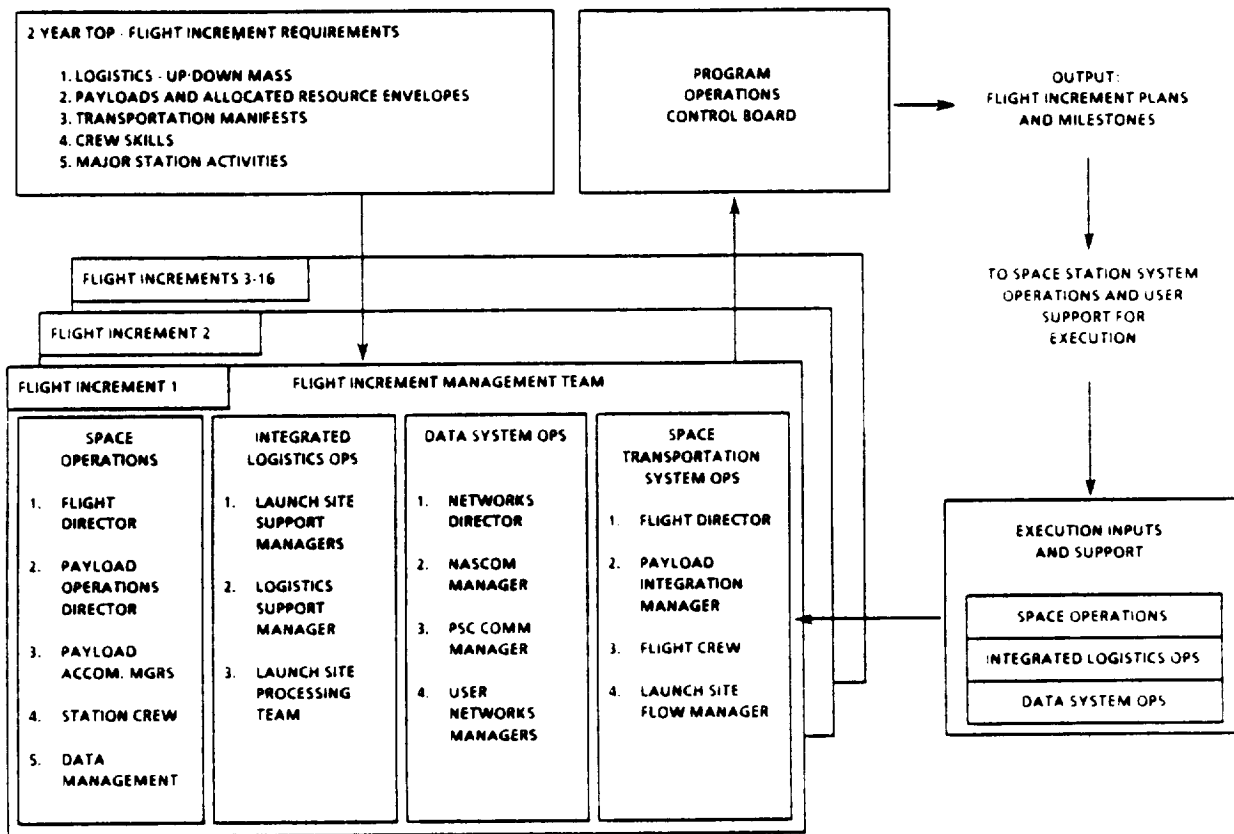 2 YEAR TOP - FLIGHT INCREMENT REQUIREMENTS
1. LOGISTICS - UP·DOWN MASS
2. PAYLOADS AND ALLOCATED RESOURCE ENVELOPES
3. TRANSPORTATION MANIFESTS
4. CREW SKILLS
5. MAJOR STATION ACTIVITIES
PROGRAM
OPERATIONS
CONTROL BOARD
OUTPUT:
FLIGHT INCREMENT PLANS
AND MILESTONES
TO SPACE STATION SYSTEM
OPERATIONS AND USER
SUPPORT FOR
EXECUTION
FLIGHT INCREMENTS 3-16
FLIGHT INCREMENT 2
FLIGHT INCREMENT 1
FLIGHT INCREMENT MANAGEMENT TEAM
SPACE
OPERATIONS
1. FLIGHT
DIRECTOR
2. PAYLOAD
OPERATIONS
DIRECTOR
3. PAYLOAD
ACCOM. MGRS
4. STATION CREW
5. DATA
MANAGEMENT
INTEGRATED
LOGISTICS OPS
1. LAUNCH SITE
SUPPORT
MANAGERS
2. LOGISTICS
SUPPORT
MANAGER
3. LAUNCH SITE
PROCESSING
TEAM
DATA SYSTEM OPS
1. NETWORKS
DIRECTOR
2. NASCOM
MANAGER
3. PSC COMM
MANAGER
4. USER
NETWORKS
MANAGERS
SPACE
TRANSPORTATION
SYSTEM OPS
1. FLIGHT DIRECTOR
2. PAYLOAD
INTEGRATION
MANAGER
3. FLIGHT CREW
4. LAUNCH SITE
FLOW MANAGER
EXECUTION INPUTS
AND SUPPORT
SPACE OPERATIONS
INTEGRATED LOGISTICS OPS
DATA SYSTEM OPS